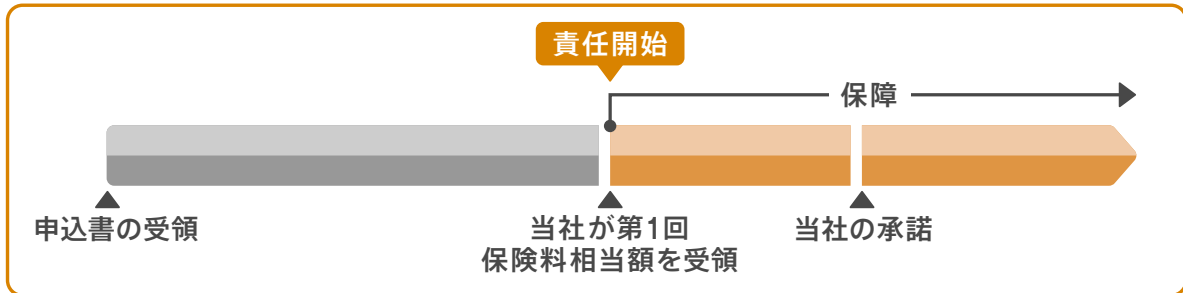 責任開始
保障
申込書の受領
当社が第1回
保険料相当額を受領
当社の承諾